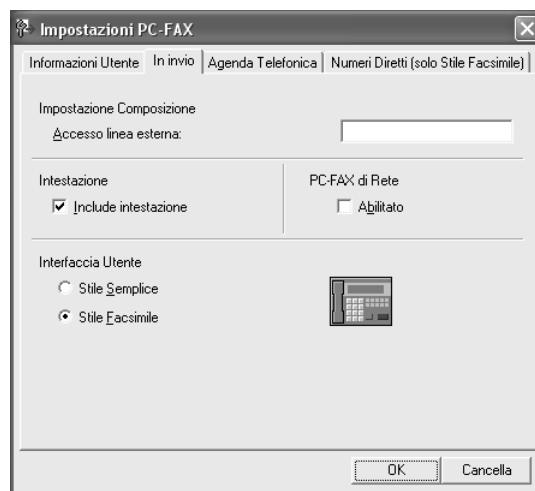 Impostazioni PC-FAX
Informazioni Utente In invio Agenda Telefonica Numeri Diretti (solo Stile Facsimile)
Impostazione Composizione
Accesso linea esterna:
Intestazione PC-FAX di Rete
Include intestazione Abilitato
Interfaccia Utente
Stile Semplice
Stile Facsimile
OK Cancella